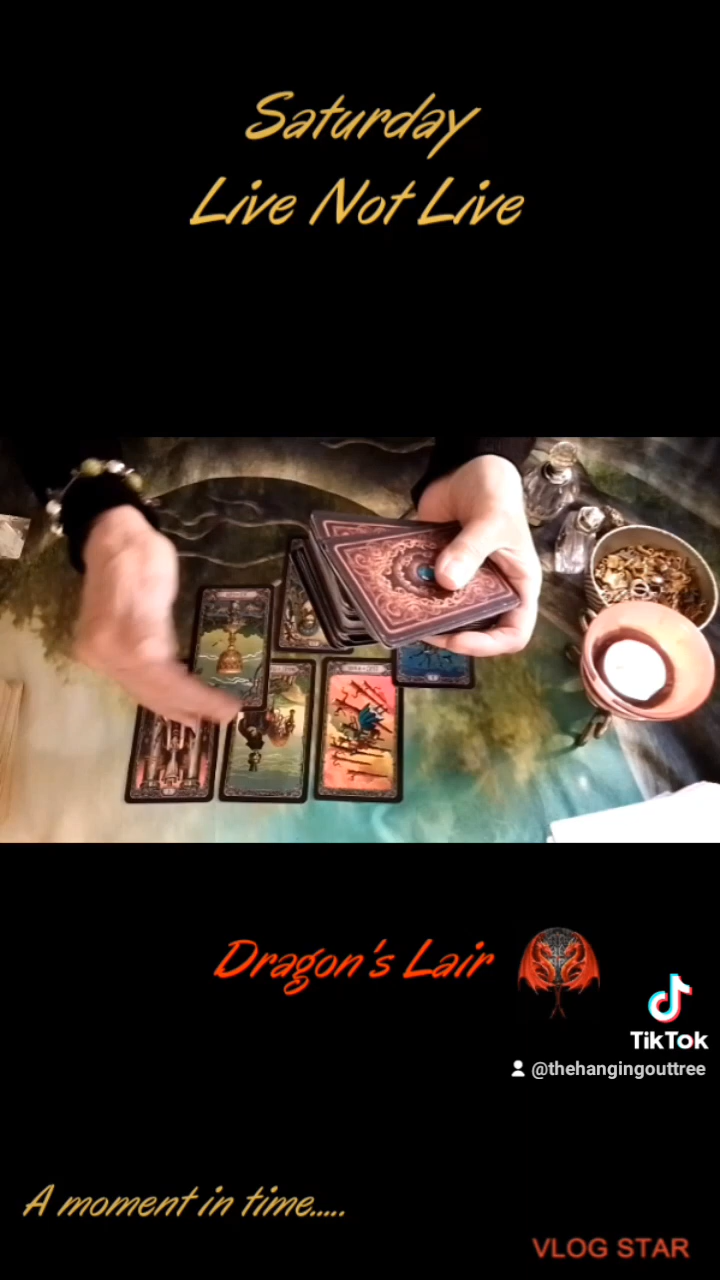 Saturday
Live Not Live
Dragon's Lair
TikTok
@thehangingouttree
A moment in time.....
VLOG STAR